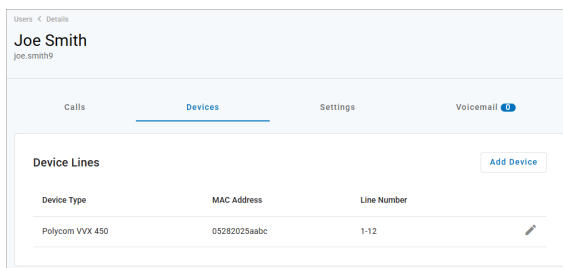 Users < Details
Joe Smith
joe.smith9
Calls Devices Settings Voicemail 0
Device Lines Add Device
Device Type MAC Address Line Number
Polycom VVX 450 05282025aabc 1-12